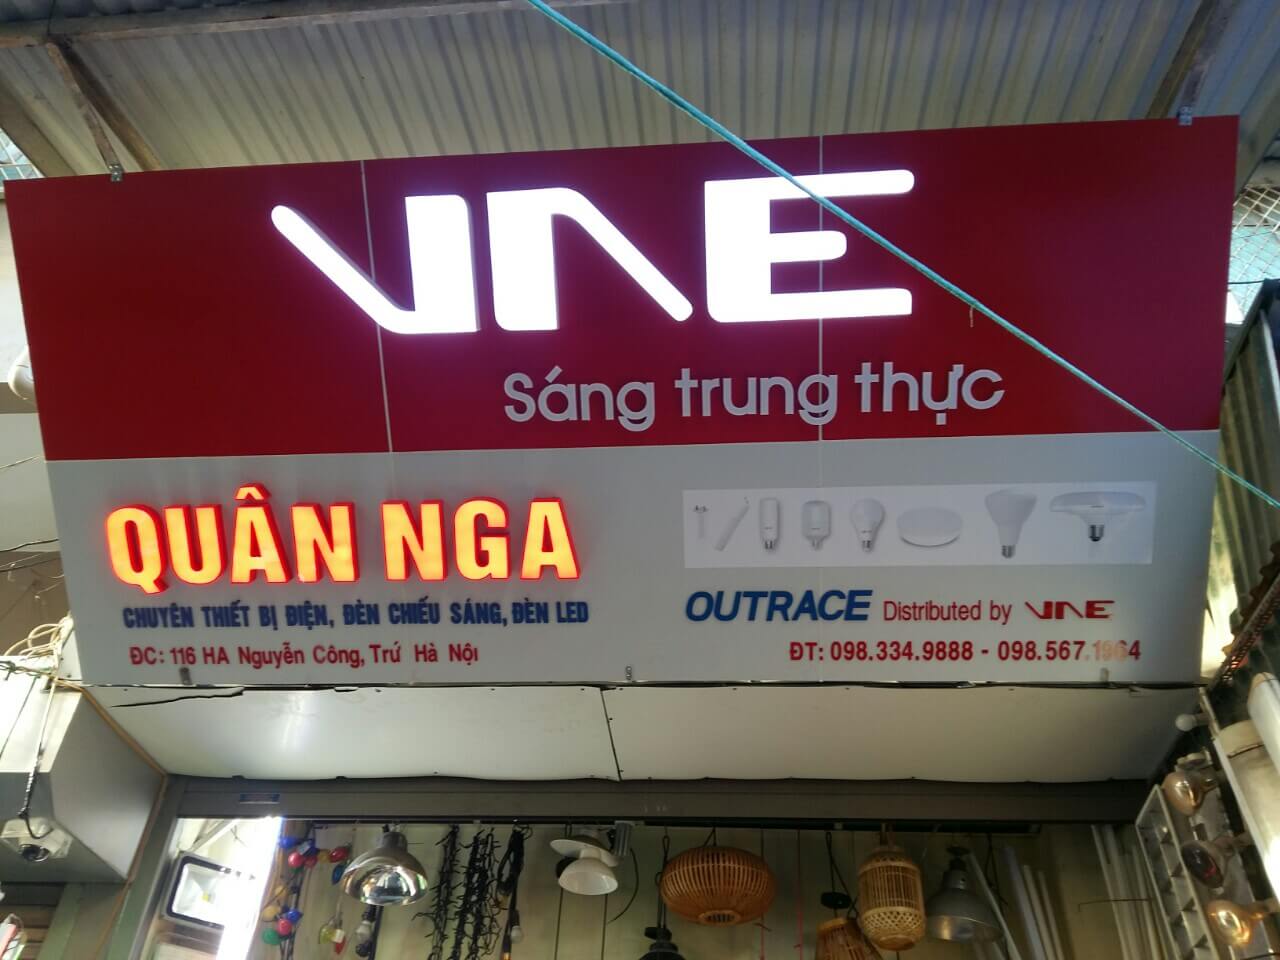 VNE
Sáng trung thực
QUÂN NGA
CHUYÊN THIẾT BỊ ĐIỆN, ĐÈN CHIẾU SÁNG, ĐÈN LED
ĐC: 116 HA Nguyễn Công, Trứ Hà Nội
OUTRACE Distributed by VNE
ĐT: 098.334.9888 - 098.567.1964